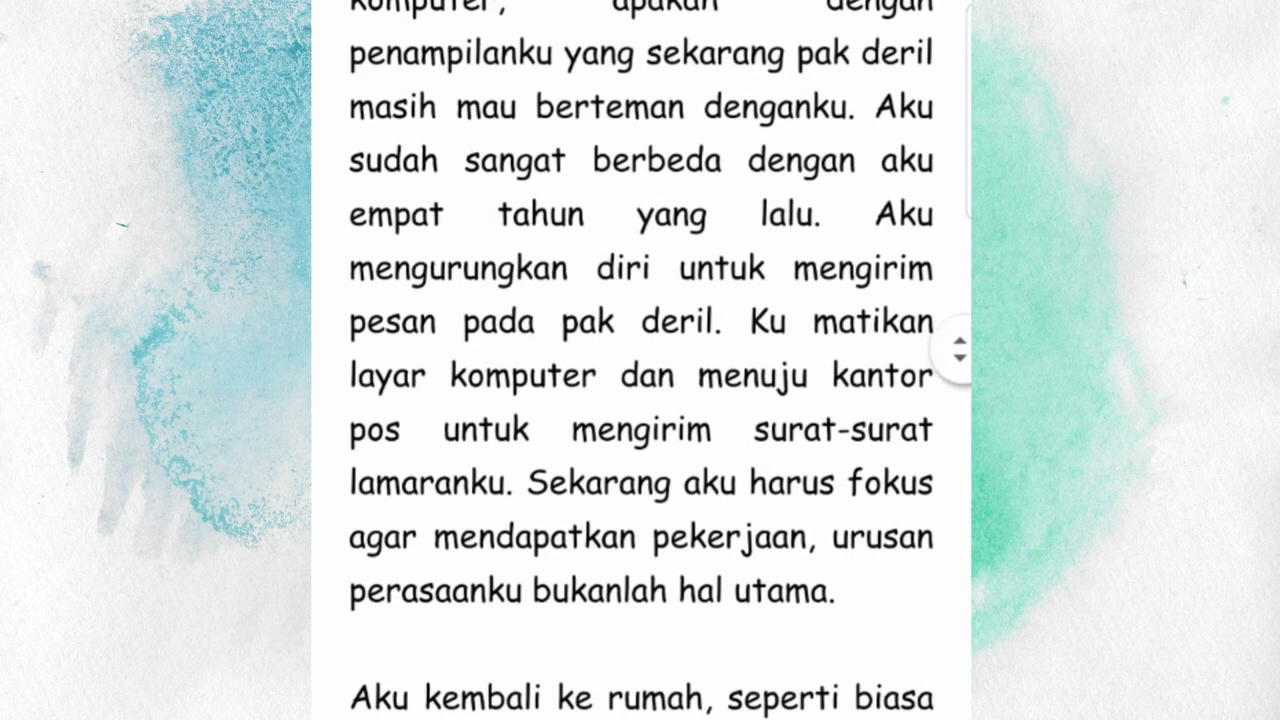 komputer, apakah dengan
penampilanku yang sekarang pak deril
masih mau berteman denganku. Aku
sudah sangat berbeda dengan aku
empat tahun yang lalu. Aku
mengurungkan diri untuk mengirim
pesan pada pak deril. Ku matikan
layar komputer dan menuju kantor
pos untuk mengirim surat-surat
lamaranku. Sekarang aku harus fokus
agar mendapatkan pekerjaan, urusan
perasaanku bukanlah hal utama.
Aku kembali ke rumah, seperti biasa